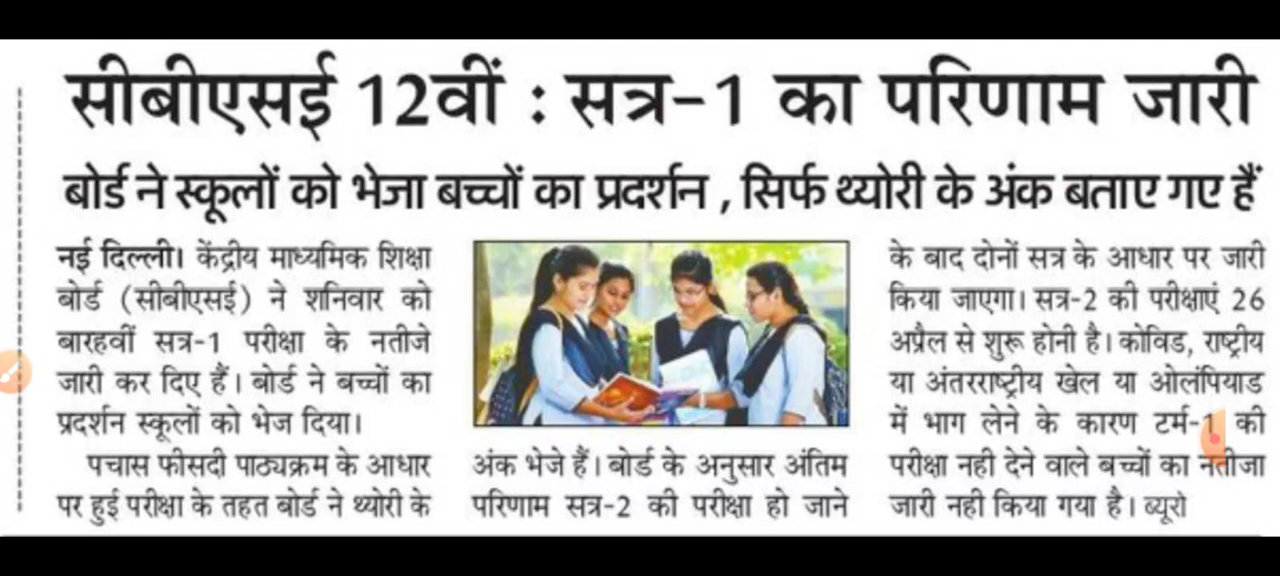 सीबीएसई 12वीं : सत्र-1 का परिणाम जारी
बोर्ड ने स्कूलों को भेजा बच्चों का प्रदर्शन , सिर्फ थ्योरी के अंक बताए गए हैं
नई दिल्ली। केंद्रीय माध्यमिक शिक्षा
बोर्ड (सीबीएसई) ने शनिवार को
बारहवीं सत्र-1 परीक्षा के नतीजे
जारी कर दिए हैं। बोर्ड ने बच्चों का
प्रदर्शन स्कूलों को भेज दिया।
पचास फीसदी पाठ्यक्रम के आधार
पर हुई परीक्षा के तहत बोर्ड ने थ्योरी के
अंक भेजे हैं। बोर्ड के अनुसार अंतिम
परिणाम सत्र-2 की परीक्षा हो जाने
के बाद दोनों सत्र के आधार पर जारी
किया जाएगा। सत्र-2 की परीक्षाएं 26
अप्रैल से शुरू होनी है। कोविड, राष्ट्रीय
या अंतरराष्ट्रीय खेल या ओलंपियाड
में भाग लेने के कारण टर्म-1 की
परीक्षा नही देने वाले बच्चों का नतीजा
जारी नही किया गया है। ब्यूरो